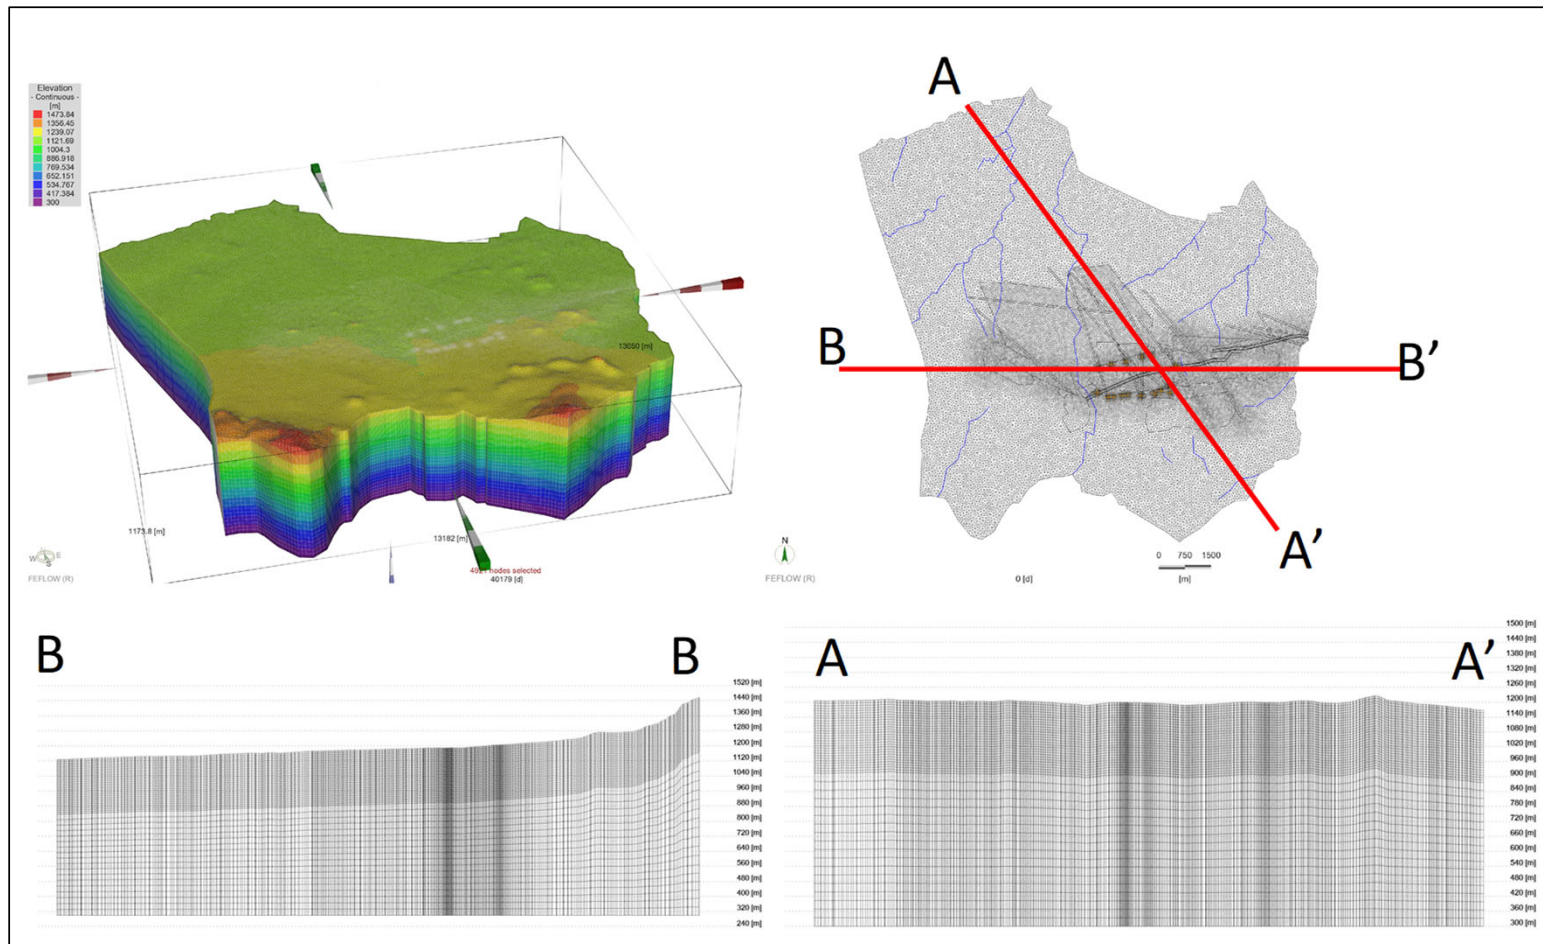 Elevation
- Continuous -
[m]
1473.84
1356.45
1239.07
1121.69
1004.3
886.918
769.534
652.151
534.767
417.384
300
13050 [m]
1173.8 [m]
13182 [m]
4921 nodes selected
40179 [d]
W S E
FEFLOW (R)
A
B
B’
A’
N
FEFLOW (R)
0 [d]
0 750 1500
[m]
B
B
1520 [m]
1440 [m]
1360 [m]
1280 [m]
1200 [m]
1120 [m]
1040 [m]
960 [m]
880 [m]
800 [m]
720 [m]
640 [m]
560 [m]
480 [m]
400 [m]
320 [m]
240 [m]
A
A’
1500 [m]
1440 [m]
1380 [m]
1320 [m]
1260 [m]
1200 [m]
1140 [m]
1080 [m]
1020 [m]
960 [m]
900 [m]
840 [m]
780 [m]
720 [m]
660 [m]
600 [m]
540 [m]
480 [m]
420 [m]
360 [m]
300 [m]